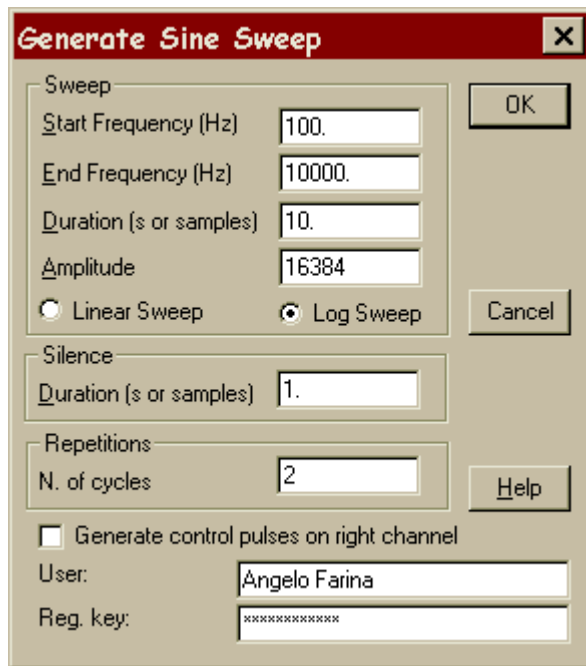 Generate Sine Sweep
Sweep
Start Frequency (Hz) 100.
OK
End Frequency (Hz) 10000.
Duration (s or samples) 10.
Amplitude 16384
Linear Sweep Log Sweep
Cancel
Silence
Duration (s or samples) 1.
Repetitions
N. of cycles 2
Help
Generate control pulses on right channel
User: Angelo Farina
Reg. key: ************